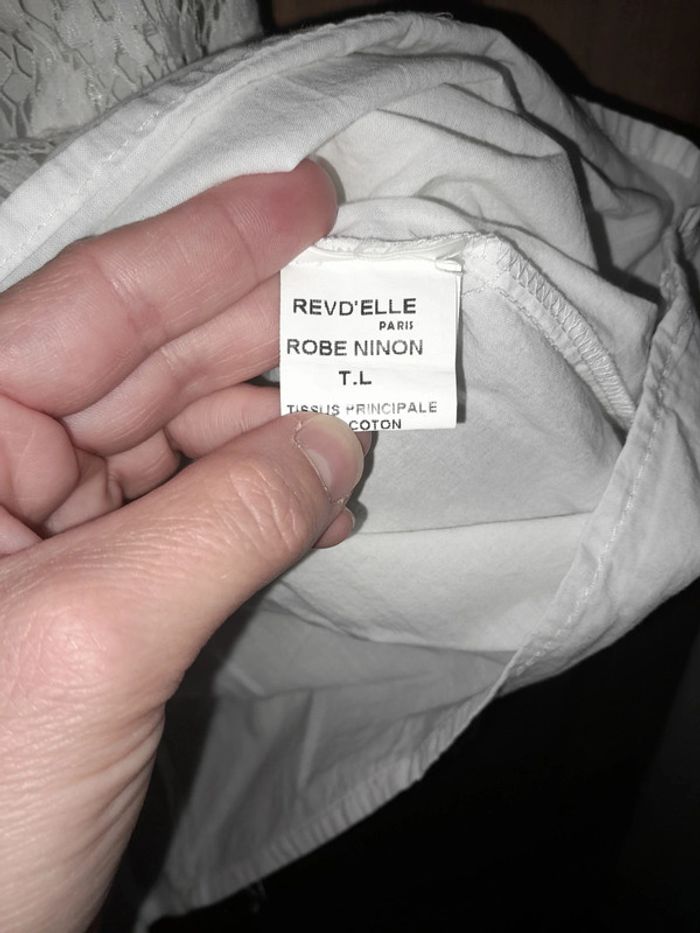 REVD'ELLE
PARIS
ROBE NINON
T.L
TISSUS PRINCIPALE
COTON